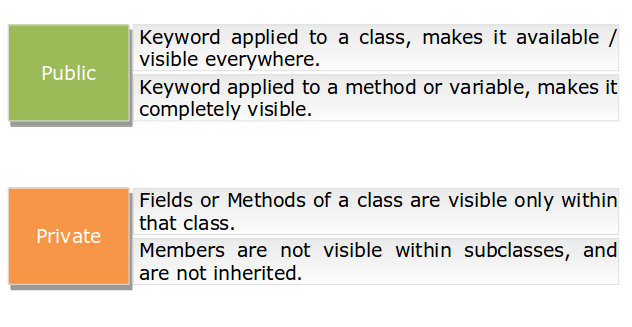 Public
Keyword applied to a class, makes it available /
visible everywhere.
Keyword applied to a method or variable, makes it
completely visible.
Private
Fields or Methods of a class are visible only within
that class.
Members are not visible within subclasses, and
are not inherited.